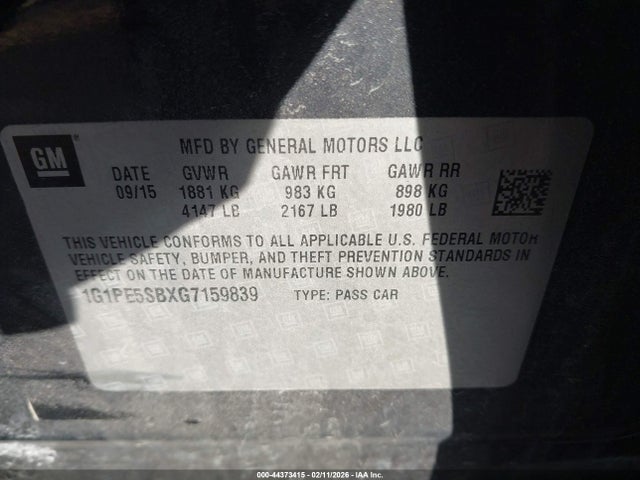 GM
MFD BY GENERAL MOTORS LLC
DATE GVWR GAWR FRT GAWR RR
09/15 1881 KG 983 KG 898 KG
4147 LB 2167 LB 1980 LB
THIS VEHICLE CONFORMS TO ALL APPLICABLE U.S. FEDERAL MOTOR
VEHICLE SAFETY, BUMPER, AND THEFT PREVENTION STANDARDS IN
EFFECT ON THE DATE OF MANUFACTURE SHOWN ABOVE.
1G1PE5SBXG7159839 TYPE: PASS CAR
000-44373415 - 02/11/2026 - IAA Inc.